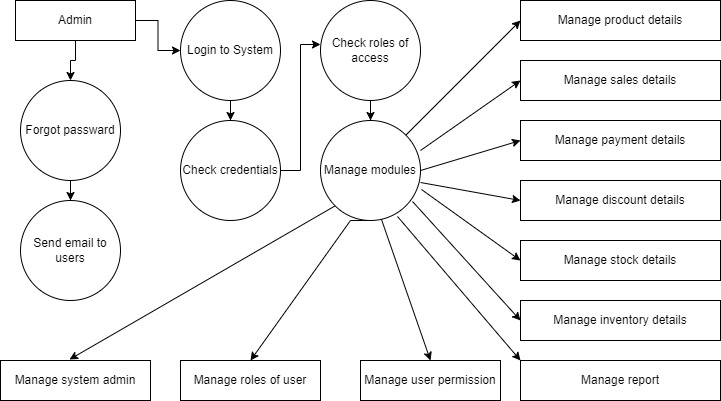 Admin
Login to System
Check roles of
access
Forgot passward
Check credentials
Manage modules
Send email to
users
Manage product details
Manage sales details
Manage payment details
Manage discount details
Manage stock details
Manage inventory details
Manage system admin
Manage roles of user
Manage user permission
Manage report